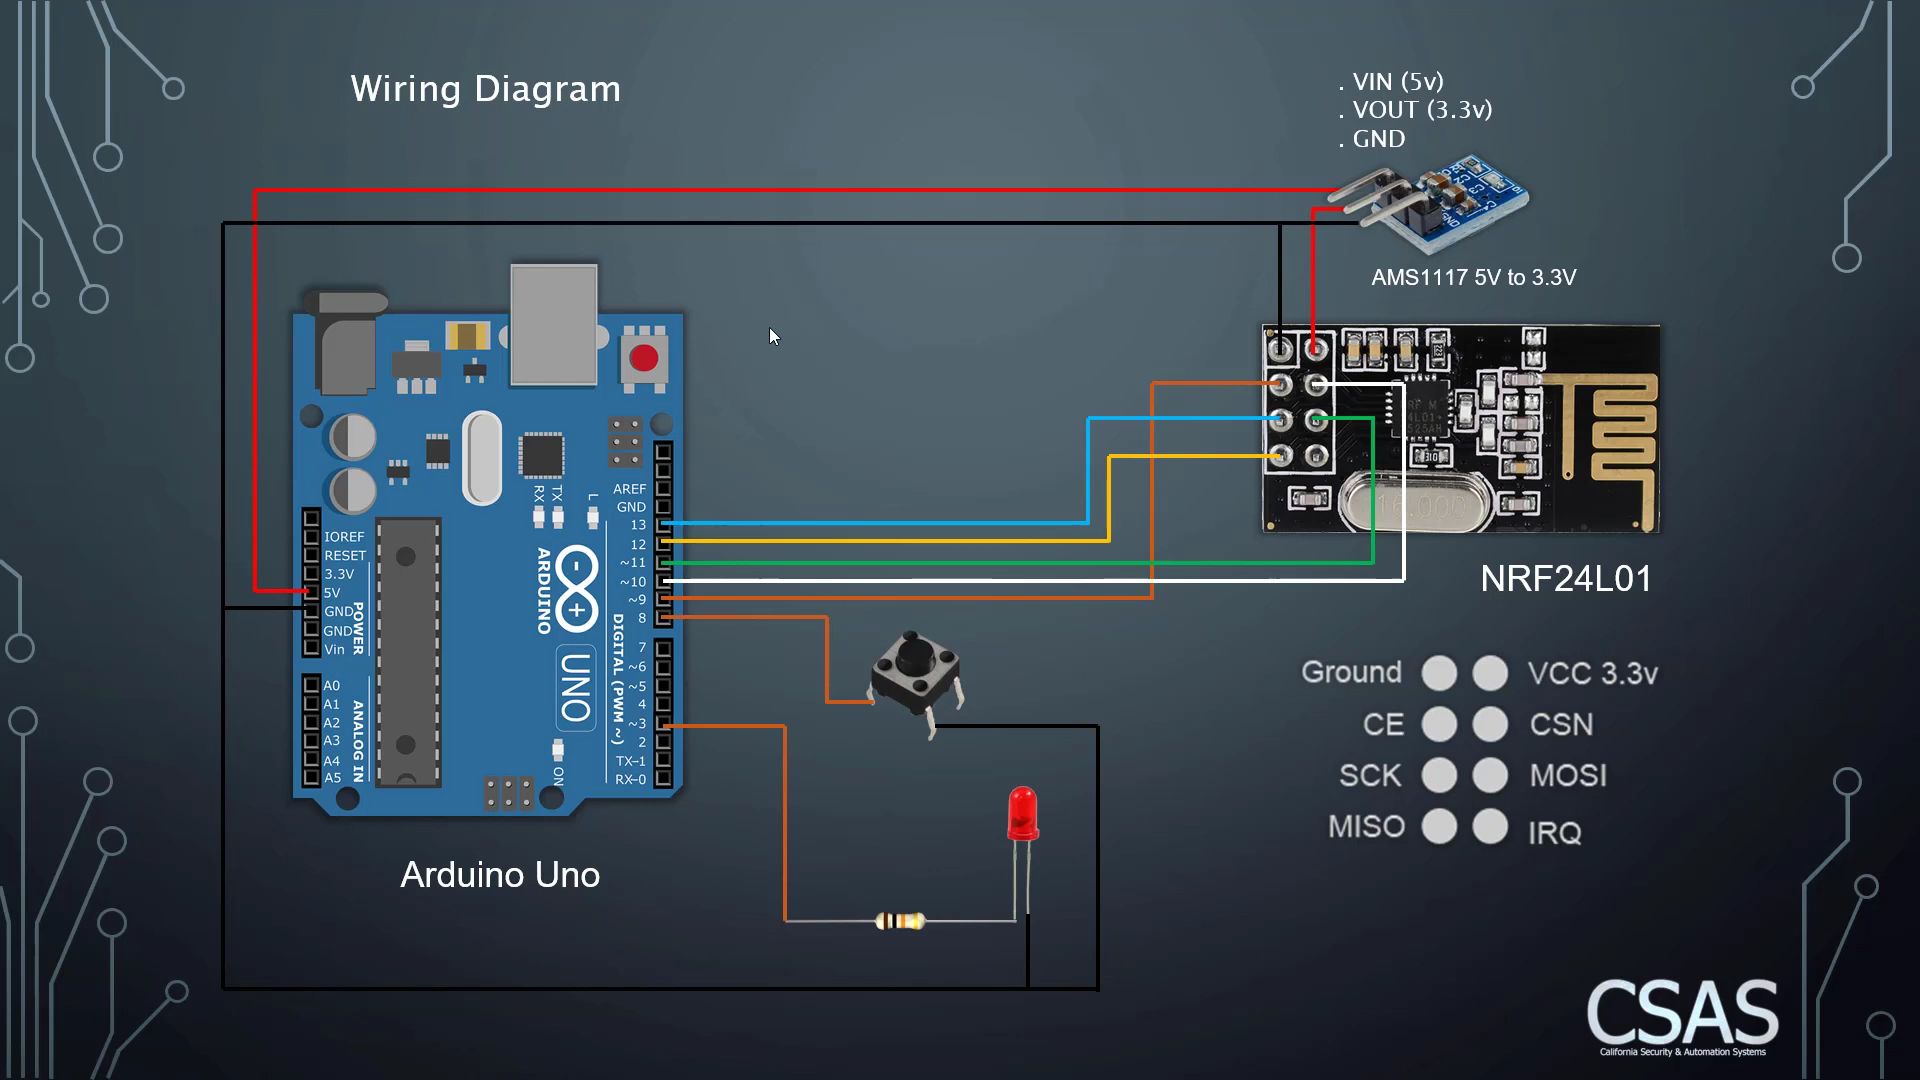 Wiring Diagram
. VIN (5v)
. VOUT (3.3v)
. GND
AMS1117 5V to 3.3V
RX
TX
L
AREF
GND
13
12
~11
~10
~9
8
7
~6
~5
4
~3
2
TX-1
RX-0
DIGITAL (PWM ~)
ARDUINO
UNO
ON
IOREF
RESET
3.3V
5V
GND
GND
Vin
POWER
A0
A1
A2
A3
A4
A5
ANALOG IN
Arduino Uno
16.000
NRF24L01
Ground VCC 3.3v
CE CSN
SCK MOSI
MISO IRQ
CSAS
California Security & Automation Systems